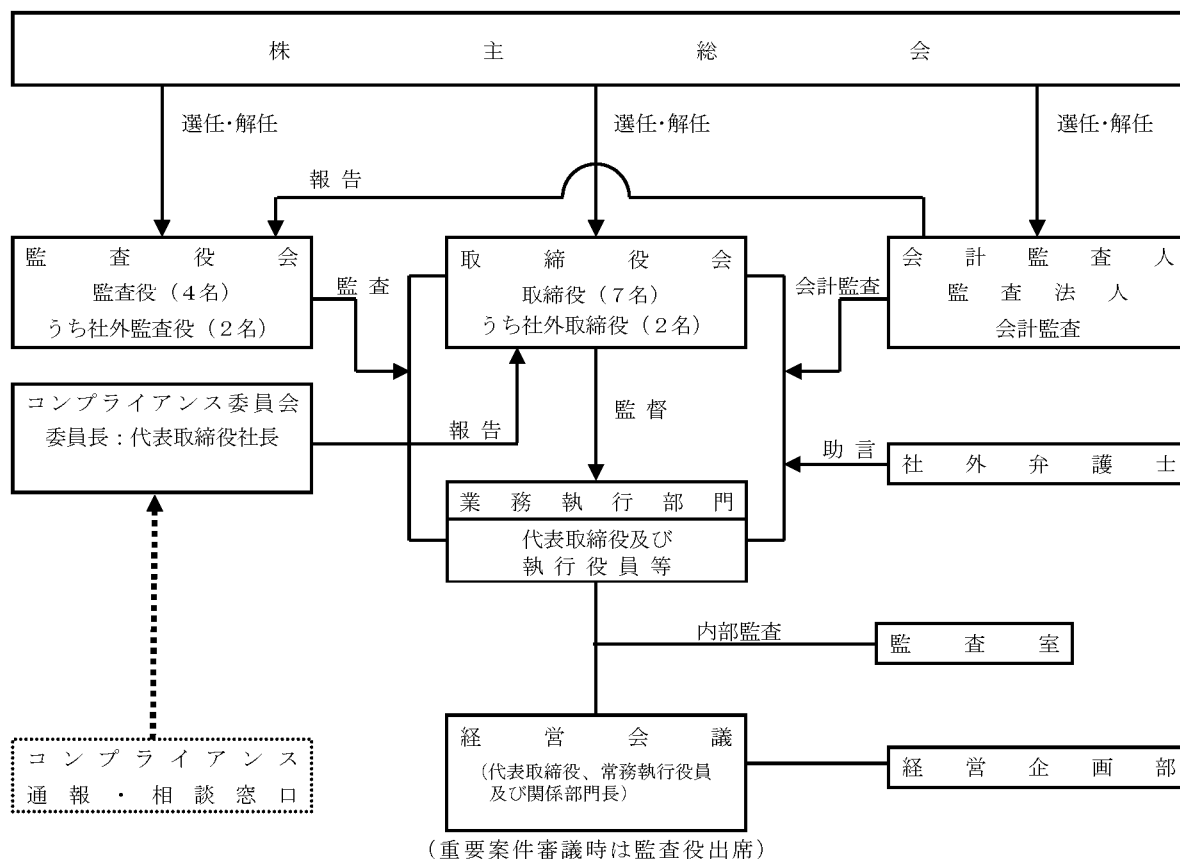 株主総会
選任・解任
選任・解任
選任・解任
報告
監査役会
監査役（４名）
うち社外監査役（２名）
監査
取締役会
取締役（７名）
うち社外取締役（２名）
会計監査
会計監査人
監査法人
会計監査
コンプライアンス委員会
委員長：代表取締役社長
報告
監督
助言
社外弁護士
業務執行部門
代表取締役及び
執行役員等
内部監査
監査室
コンプライアンス
通報・相談窓口
経営会議
（代表取締役、常務執行役員
及び関係部門長）
経営企画部
（重要案件審議時は監査役出席）